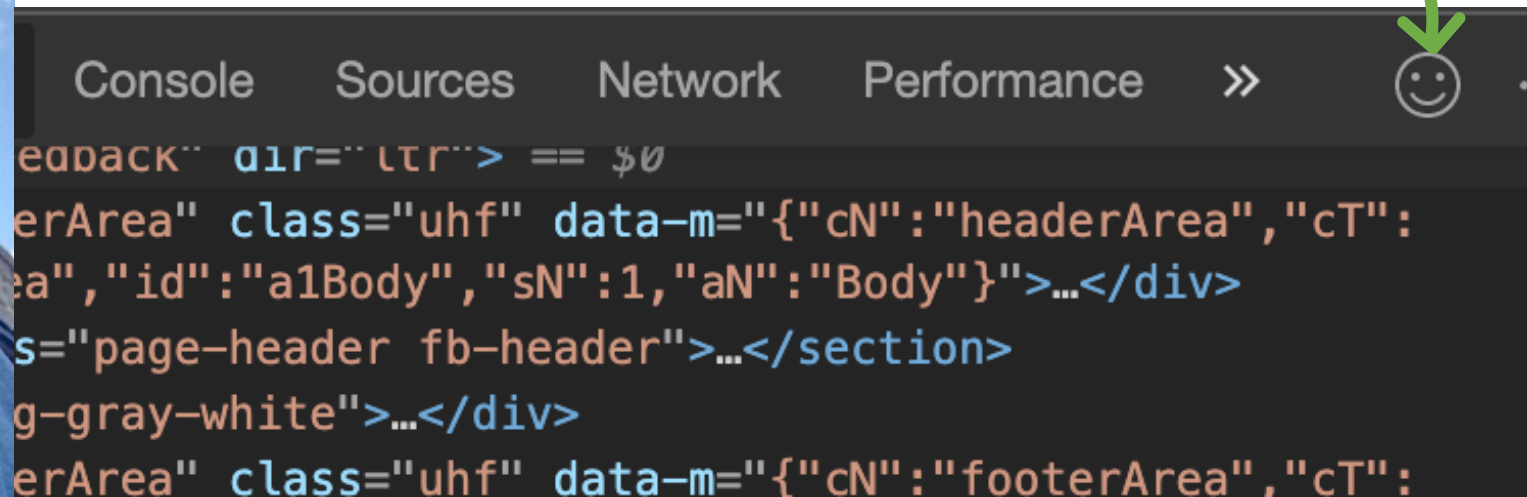 Console Sources Network Performance »
edback" dir="ltr"> == $0
erArea" class="uhf" data-m="{"cN":"headerArea","cT":
ea","id":"a1Body","sN":1,"aN":"Body"}">…</div>
s="page-header fb-header">…</section>
g-gray-white">…</div>
erArea" class="uhf" data-m="{"cN":"footerArea","cT":